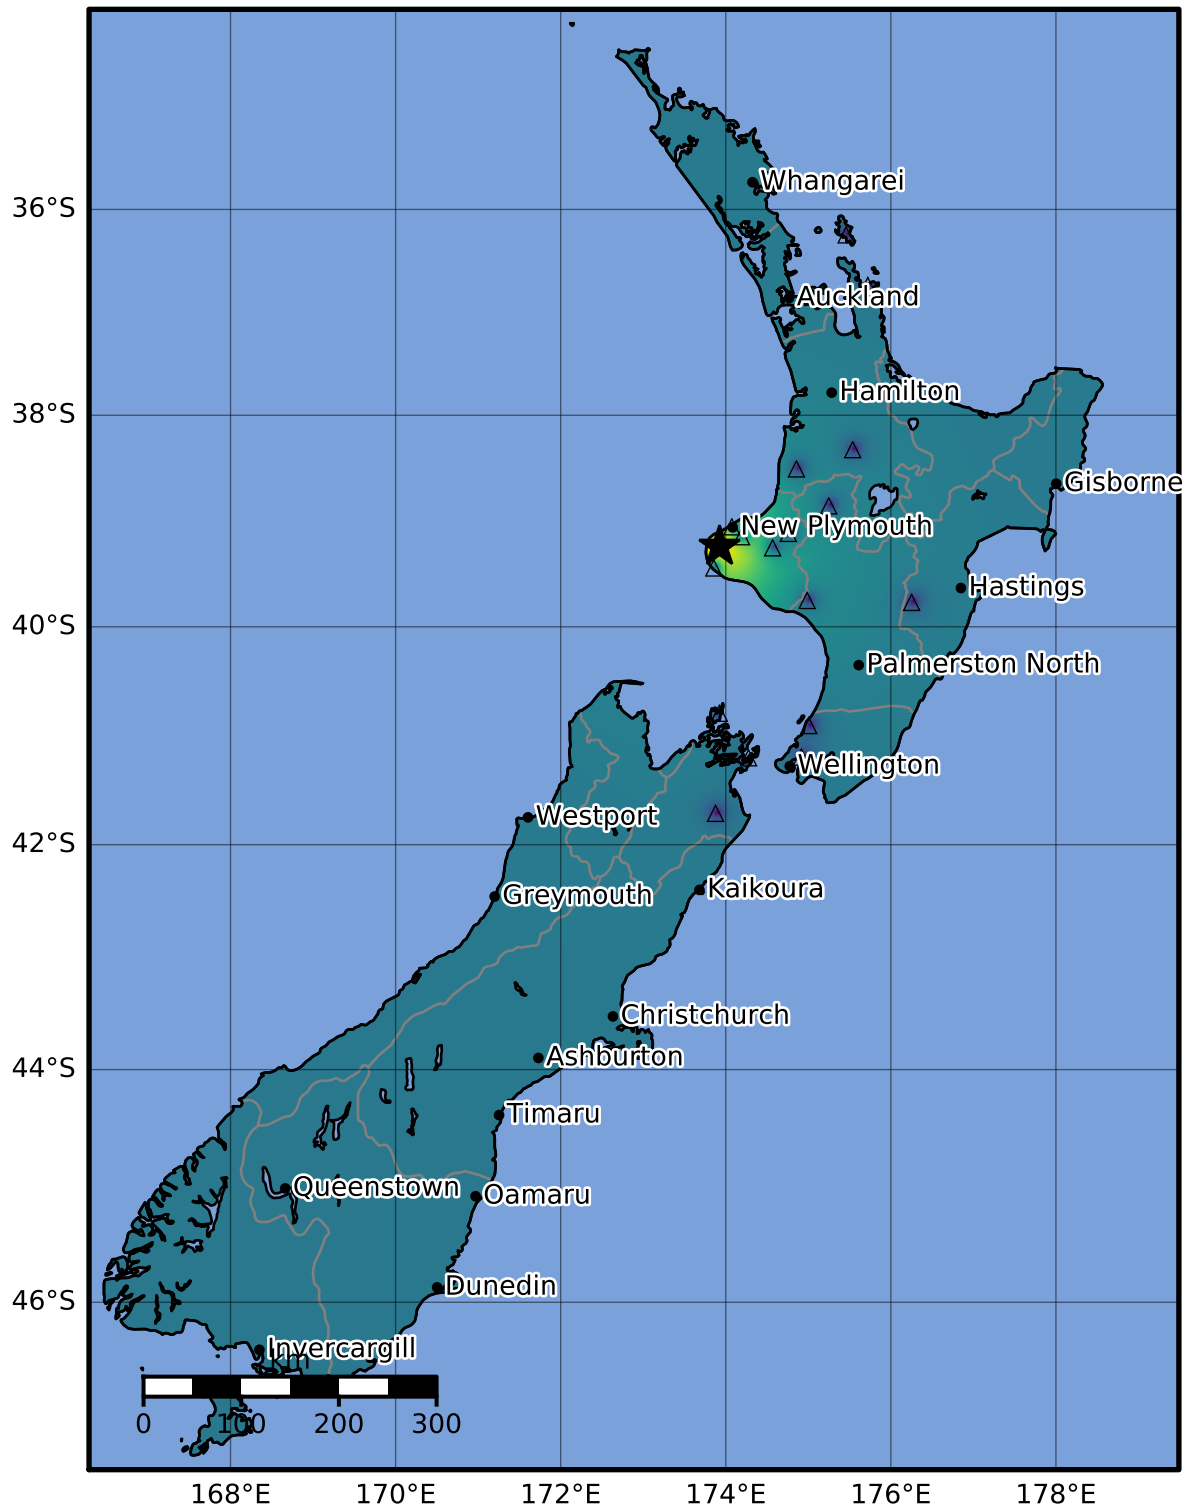 Whangarei
36°S
Auckland
Hamilton
38°S
Gisborne
New Plymouth
Hastings
40°S
Palmerston North
Wellington
Westport
42°S
Kaikoura
Greymouth
Christchurch
Ashburton
44°S
Timaru
Queenstown
Oamaru
Dunedin
46°S
Invercargill
km
0 100 200 300
168°E 170°E 172°E 174°E 176°E 178°E